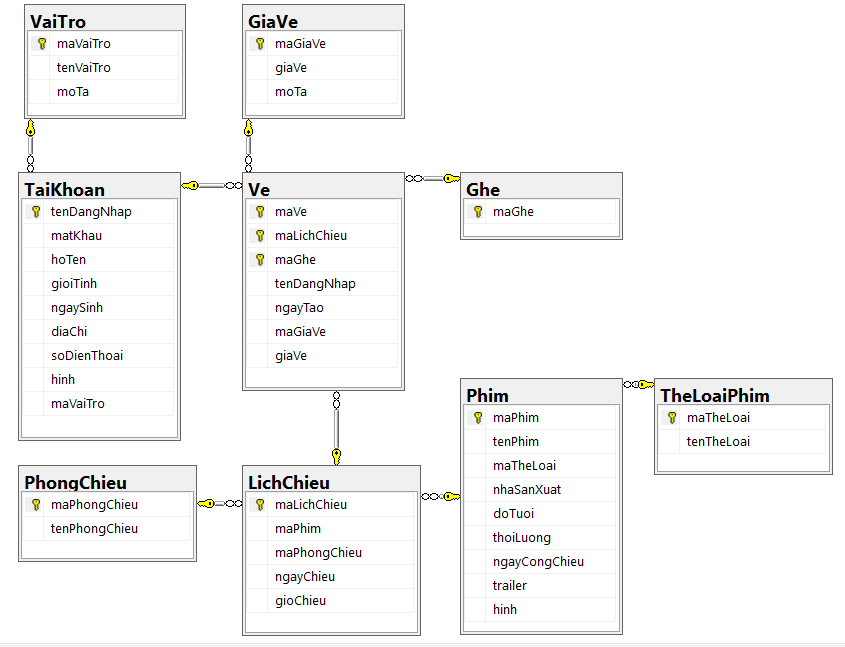 VaiTro
maVaiTro
tenVaiTro
moTa
GiaVe
maGiaVe
giaVe
moTa
TaiKhoan
tenDangNhap
matKhau
hoTen
gioiTinh
ngaySinh
diaChi
soDienThoai
hinh
maVaiTro
Ve
maVe
maLichChieu
maGhe
tenDangNhap
ngayTao
maGiaVe
giaVe
Ghe
maGhe
Phim
maPhim
tenPhim
maTheLoai
nhaSanXuat
doTuoi
thoiLuong
ngayCongChieu
trailer
hinh
TheLoaiPhim
maTheLoai
tenTheLoai
PhongChieu
maPhongChieu
tenPhongChieu
LichChieu
maLichChieu
maPhim
maPhongChieu
ngayChieu
gioChieu